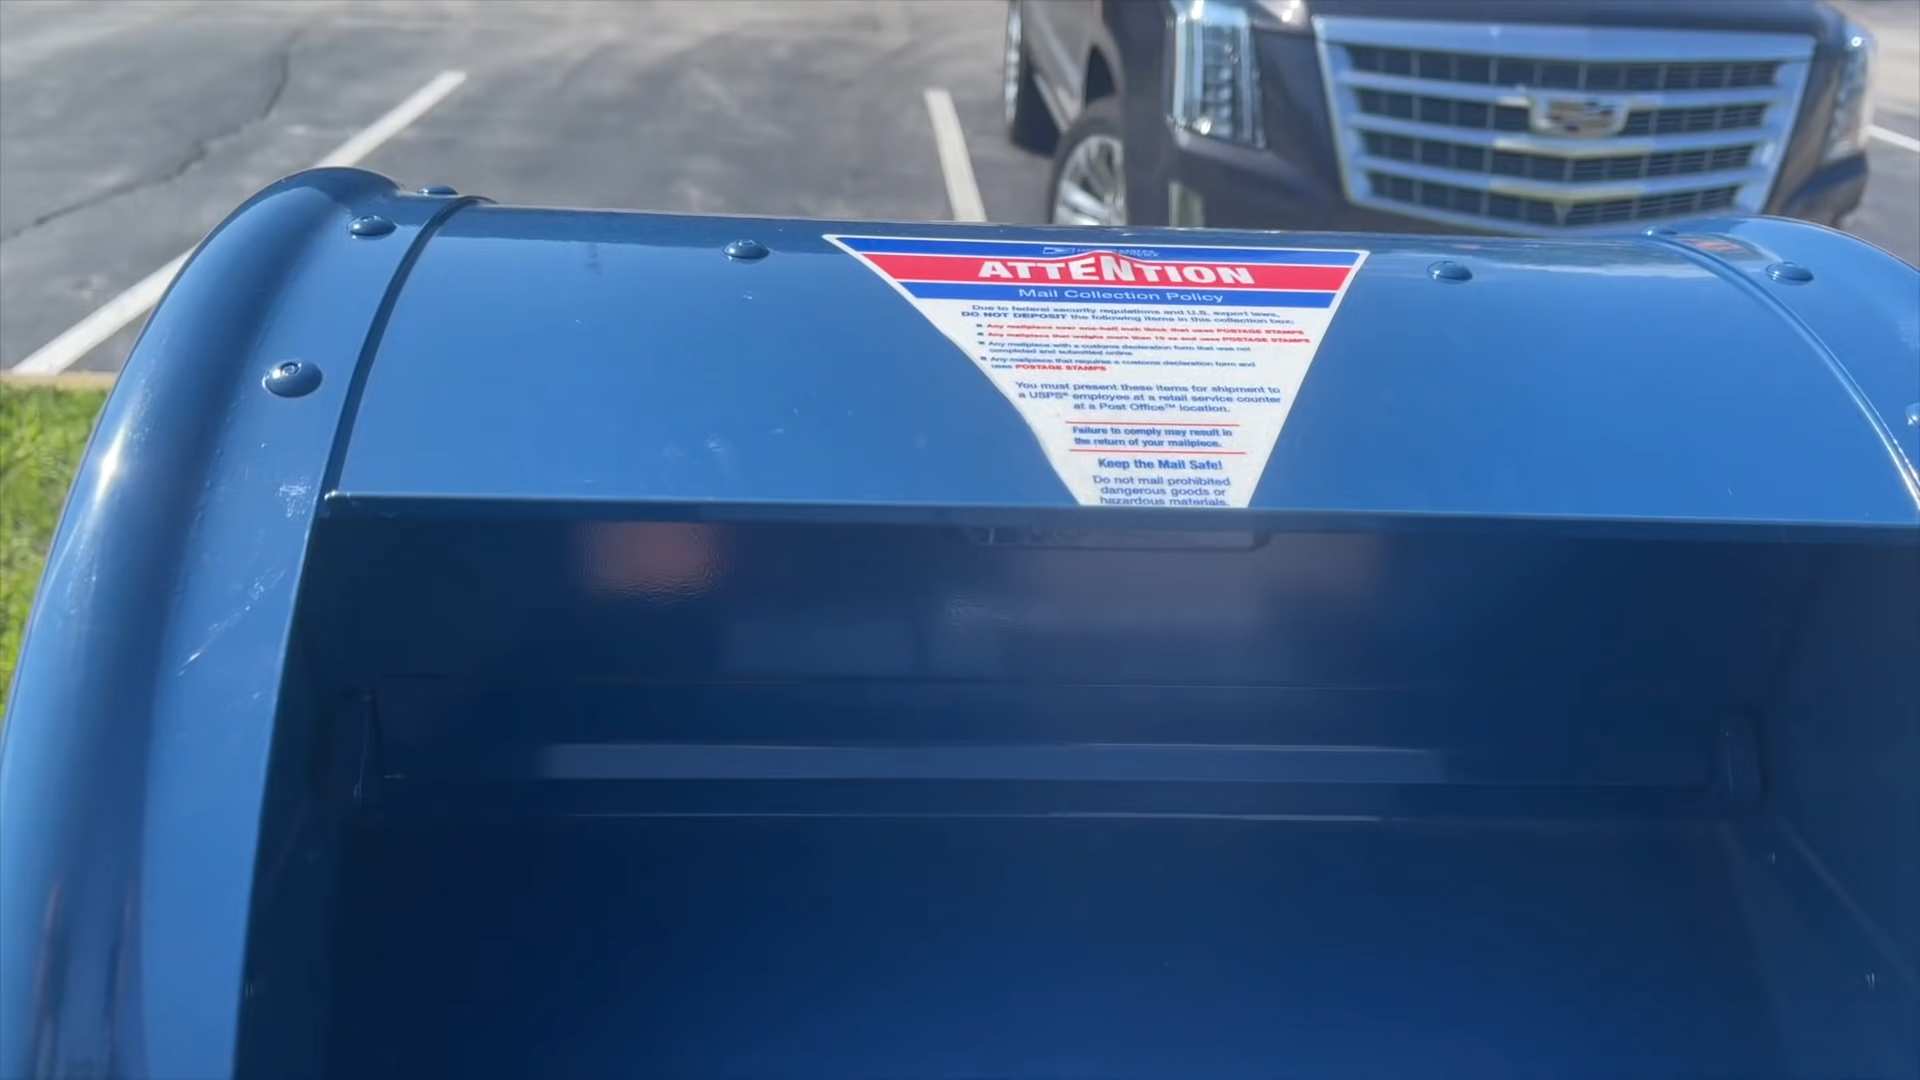 ATTENTION
Mail Collection Policy
Due to federal security regulations and U.S. export laws,
DO NOT DEPOSIT the following items in this collection box:
Any mailpiece over one-half inch thick that uses POSTAGE STAMPS
Any mailpiece that weighs more than 10 oz and uses POSTAGE STAMPS
Any mailpiece with a customs declaration form that was not
completed and submitted online
Any mailpiece that requires a customs declaration form and
uses POSTAGE STAMPS
You must present these items for shipment to
a USPS® employee at a retail service counter
at a Post Office™ location.
Failure to comply may result in
the return of your mailpiece.
Keep the Mail Safe!
Do not mail prohibited
dangerous goods or
hazardous materials.